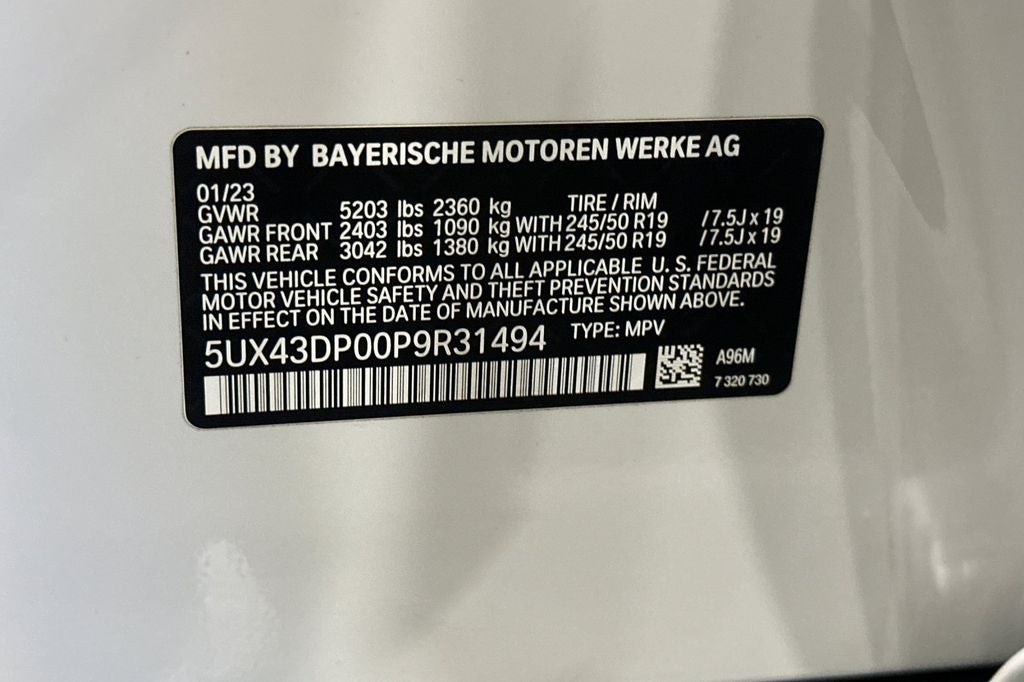 MFD BY BAYERISCHE MOTOREN WERKE AG
01/23
GVWR 5203 lbs 2360 kg TIRE / RIM
GAWR FRONT 2403 lbs 1090 kg WITH 245/50 R19 /7.5J x 19
GAWR REAR 3042 lbs 1380 kg WITH 245/50 R19 /7.5J x 19
THIS VEHICLE CONFORMS TO ALL APPLICABLE U. S. FEDERAL
MOTOR VEHICLE SAFETY AND THEFT PREVENTION STANDARDS
IN EFFECT ON THE DATE OF MANUFACTURE SHOWN ABOVE.
5UX43DP00P9R31494 TYPE: MPV
A96M
7 320 730